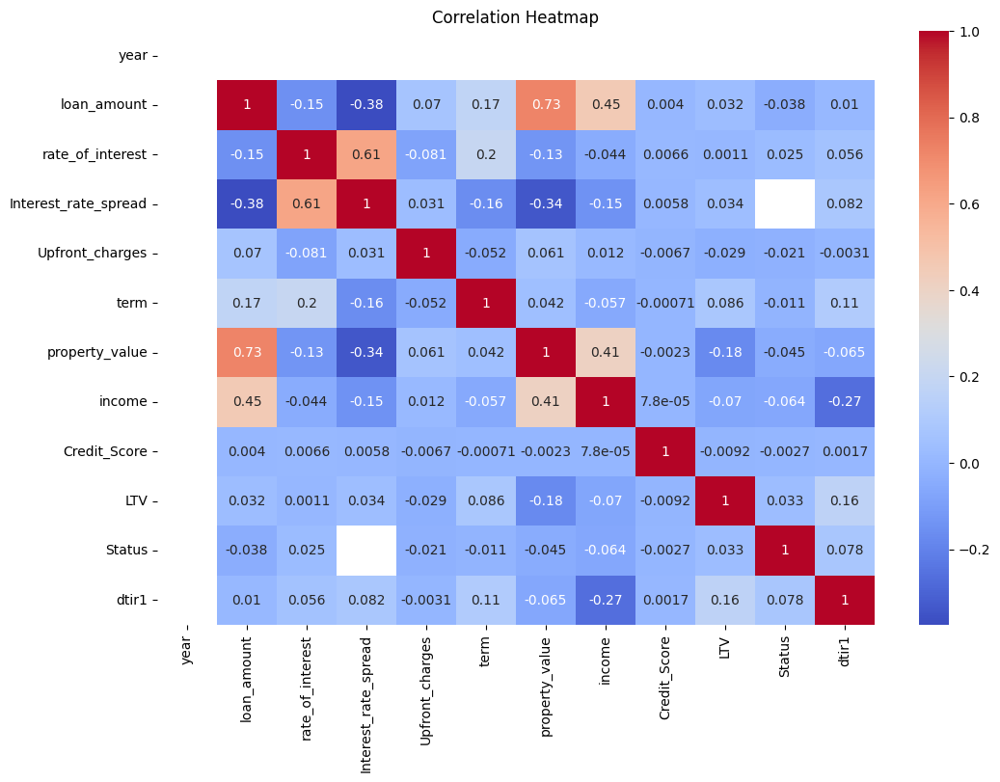 Correlation Heatmap
year
loan_amount 1 -0.15 -0.38 0.07 0.17 0.73 0.45 0.004 0.032 -0.038 0.01
rate_of_interest -0.15 1 0.61 -0.081 0.2 -0.13 -0.044 0.0066 0.0011 0.025 0.056
Interest_rate_spread -0.38 0.61 1 0.031 -0.16 -0.34 -0.15 0.0058 0.034 0.082
Upfront_charges 0.07 -0.081 0.031 1 -0.052 0.061 0.012 -0.0067 -0.029 -0.021 -0.0031
term 0.17 0.2 -0.16 -0.052 1 0.042 -0.057 -0.00071 0.086 -0.011 0.11
property_value 0.73 -0.13 -0.34 0.061 0.042 1 0.41 -0.0023 -0.18 -0.045 -0.065
income 0.45 -0.044 -0.15 0.012 -0.057 0.41 1 7.8e-05 -0.07 -0.064 -0.27
Credit_Score 0.004 0.0066 0.0058 -0.0067 -0.00071 -0.0023 7.8e-05 1 -0.0092 -0.0027 0.0017
LTV 0.032 0.0011 0.034 -0.029 0.086 -0.18 -0.07 -0.0092 1 0.033 0.16
Status -0.038 0.025 -0.021 -0.011 -0.045 -0.064 -0.0027 0.033 1 0.078
dtir1 0.01 0.056 0.082 -0.0031 0.11 -0.065 -0.27 0.0017 0.16 0.078 1
year
loan_amount
rate_of_interest
Interest_rate_spread
Upfront_charges
term
property_value
income
Credit_Score
LTV
Status
dtir1
1.0
0.8
0.6
0.4
0.2
0.0
−0.2